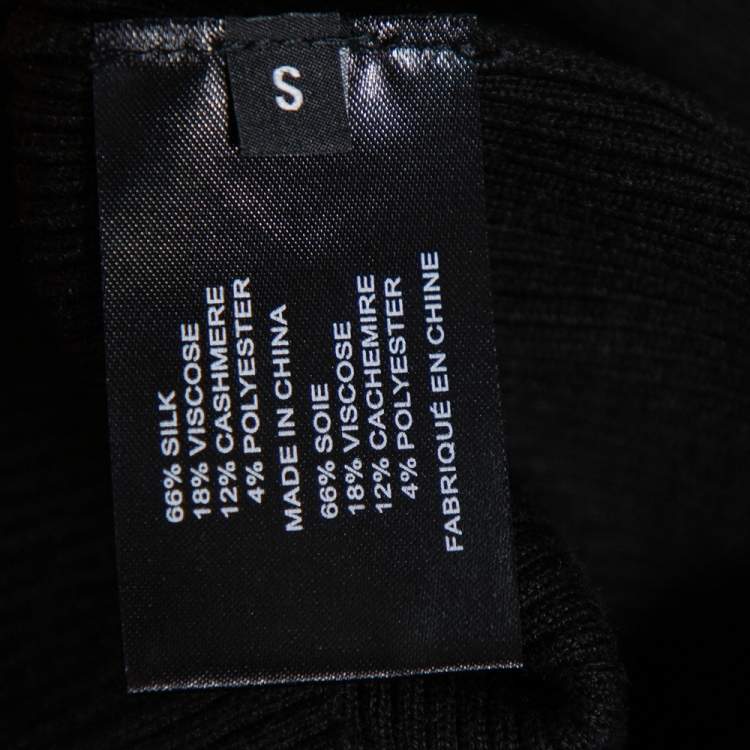 S
66% SILK
18% VISCOSE
12% CASHMERE
4% POLYESTER
MADE IN CHINA
66% SOIE
18% VISCOSE
12% CACHEMIRE
4% POLYESTER
FABRIQUÉ EN CHINE